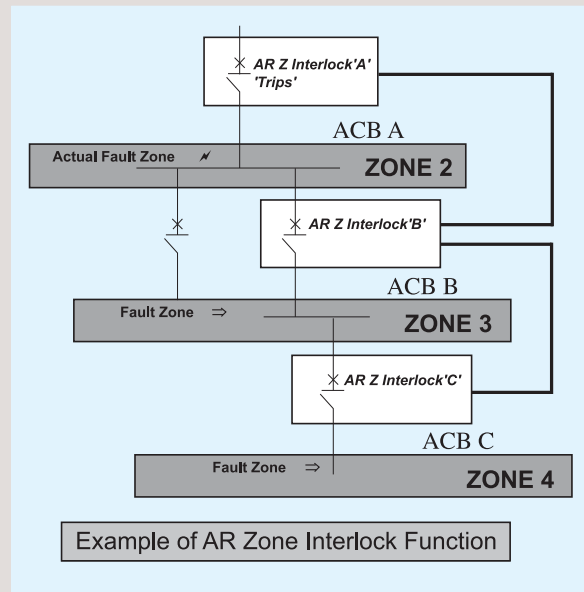 AR Z Interlock'A'
'Trips'
ACB A
Actual Fault Zone
ZONE 2
AR Z Interlock'B'
ACB B
Fault Zone ⇒
ZONE 3
AR Z Interlock'C'
ACB C
Fault Zone ⇒
ZONE 4
Example of AR Zone Interlock Function